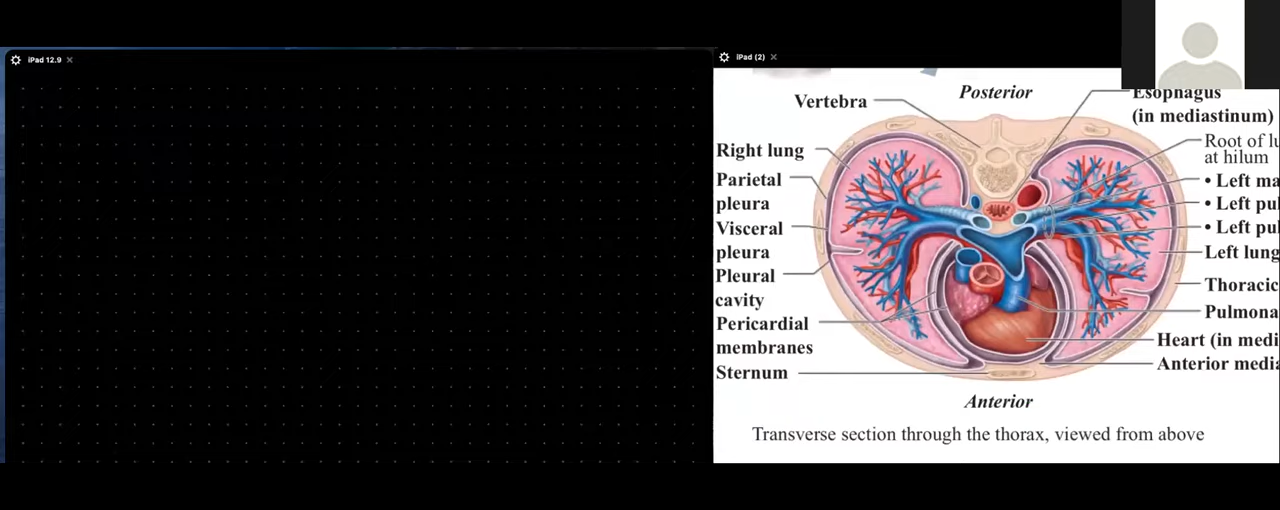 iPad 12.9
iPad (2)
Posterior
Vertebra
Esophagus
(in mediastinum)
Right lung
Root of lu
at hilum
Parietal
pleura
• Left ma
• Left pul
Visceral
pleura
• Left pul
Left lung
Pleural
cavity
Thoracic
Pericardial
membranes
Pulmona
Heart (in medi
Sternum
Anterior media
Anterior
Transverse section through the thorax, viewed from above